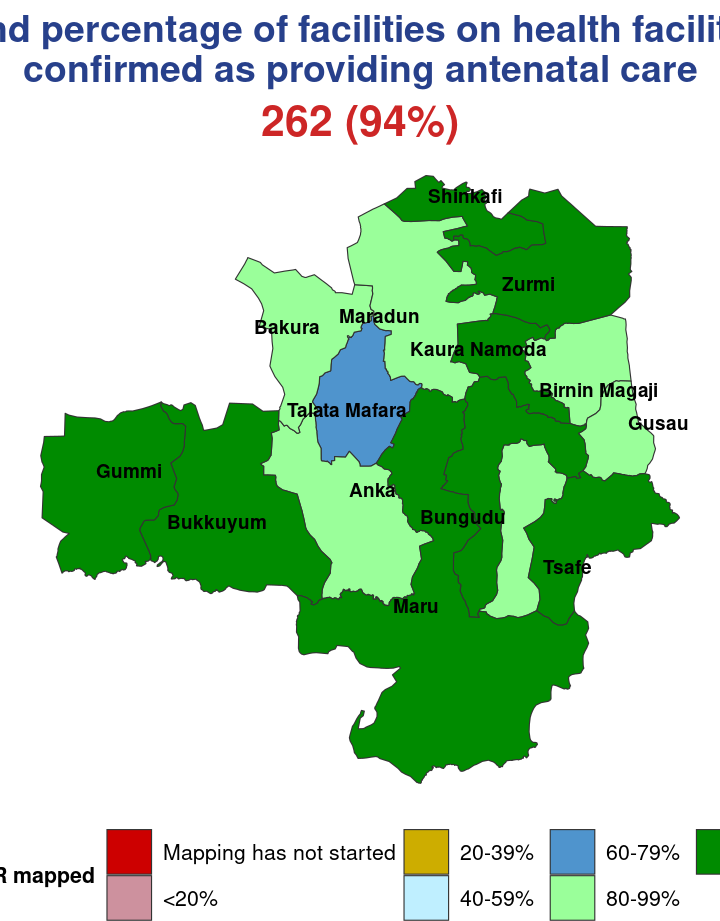 percentage of facilities on health
confirmed as providing antenatal care
262 (94%)
Shinkafi
Zurmi
Maradun
Bakura
Kaura Namoda
Birnin Magaji
Talata Mafara
Gusau
Gummi
Anka
Bukkuyum
Bungudu
Tsafe
Maru
Mapping has not started
20-39%
60-79%
mapped
<20%
40-59%
80-99%